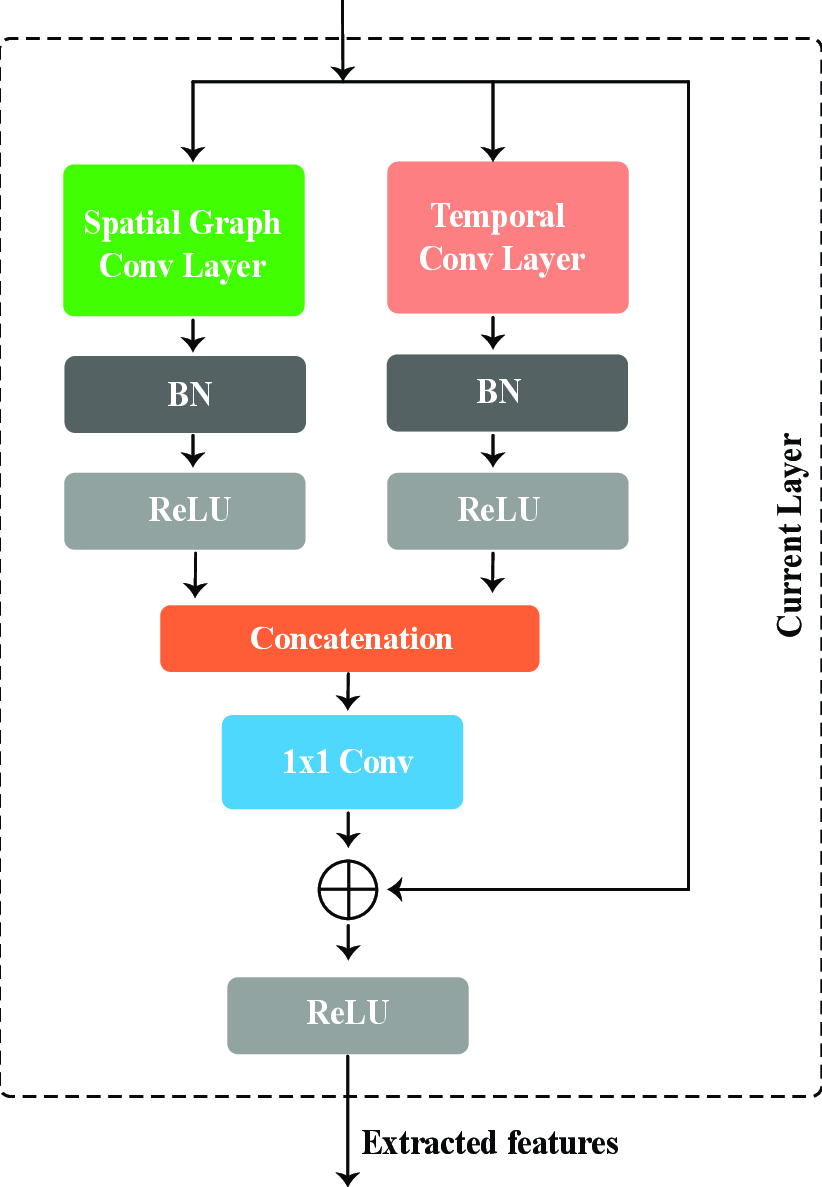 Spatial Graph
Conv Layer
Temporal
Conv Layer
BN
BN
ReLU
ReLU
Concatenation
1x1 Conv
ReLU
Current Layer
Extracted features